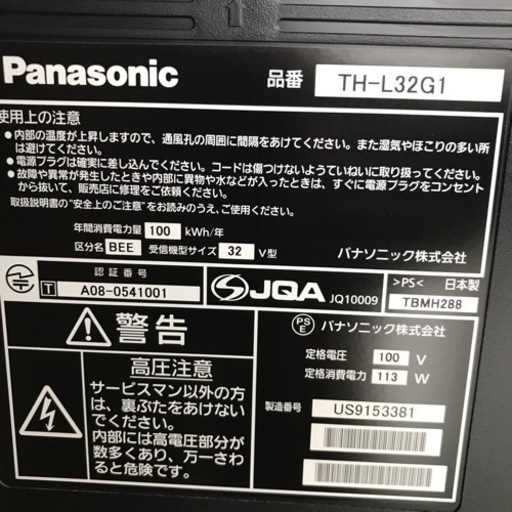 Panasonic
品番 TH-L32G1
使用上の注意
●内部の温度が上昇しますので、通風孔の周囲に間隔をあけてください。また湿気やほこりの多い所
は避けてください。
●電源プラグは確実に差し込んでください。コードは傷つけないようていねいに取り扱ってください。
●故障や異常が発生したときや内部に異物や水などが入ったときは、すぐに電源プラグをコンセント
から抜いて、販売店に修理をご依頼ください。
取扱説明書の“安全上のご注意”をお読みのうえ、ご使用ください。
年間消費電力量 100 kWh/年
区分名 BEE 受信機型サイズ 32 V型
パナソニック株式会社
認証番号
T A08-0541001
JQA JQ10009
>PS< 日本製
TBMH288
警告
高圧注意
サービスマン以外の方
は、裏ぶたをあけないで
ください。
内部には高電圧部分が
数多くあり、万一さわる
と危険です。
PS
E パナソニック株式会社
定格電圧 100 V
定格消費電力 113 W
製造番号 US9153381